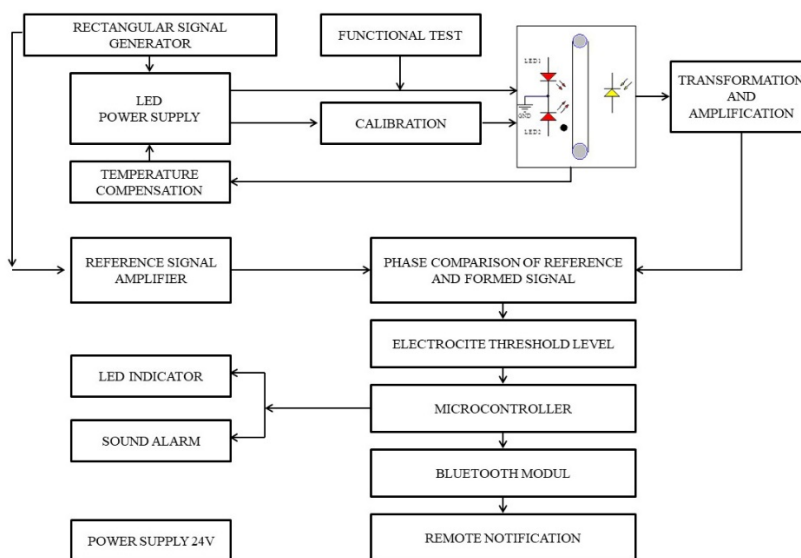 RECTANGULAR SIGNAL
GENERATOR
FUNCTIONAL TEST
LED
POWER SUPPLY
CALIBRATION
LED1
GND
LED2
TRANSFORMATION
AND
AMPLIFICATION
TEMPERATURE
COMPENSATION
REFERENCE SIGNAL
AMPLIFIER
PHASE COMPARISON OF REFERENCE
AND FORMED SIGNAL
ELECTROCITE THRESHOLD LEVEL
LED INDICATOR
MICROCONTROLLER
SOUND ALARM
BLUETOOTH MODUL
POWER SUPPLY 24V
REMOTE NOTIFICATION